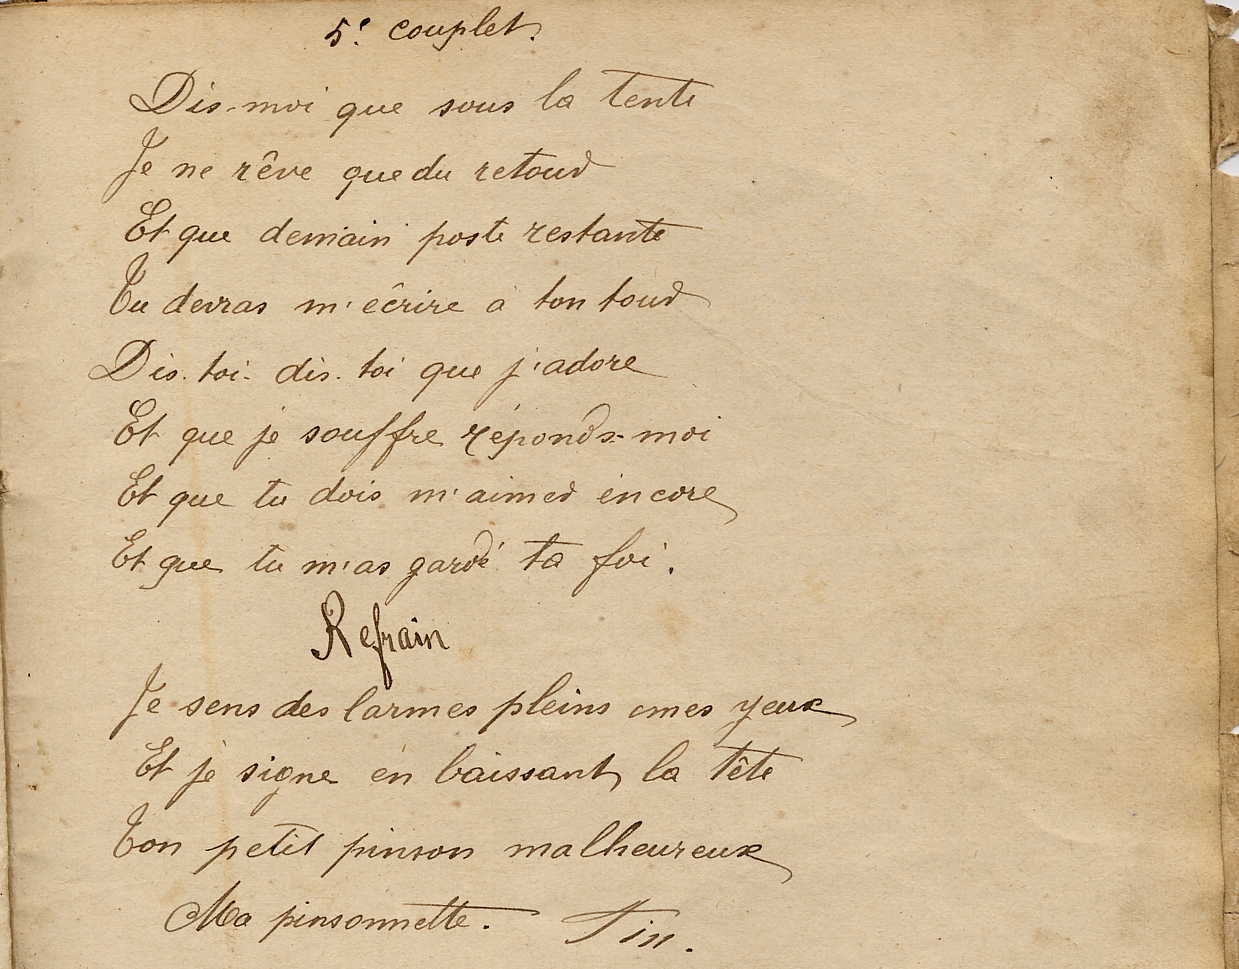 5e couplet.
Dis-moi que sous la tente
Je ne rêve que du retour
Et que demain poste restante
Tu devras m'écrire à ton tour
Dis-toi dis-toi que j'adore
Et que je souffre réponds-moi
Et que tu dois m'aimer encore
Et que tu m'as gardé ta foi.
Refrain
Je sens des larmes pleins mes yeux
Et je signe en baissant la tête
Ton petit pinson malheureux
Ma pinsonnette. Fin.